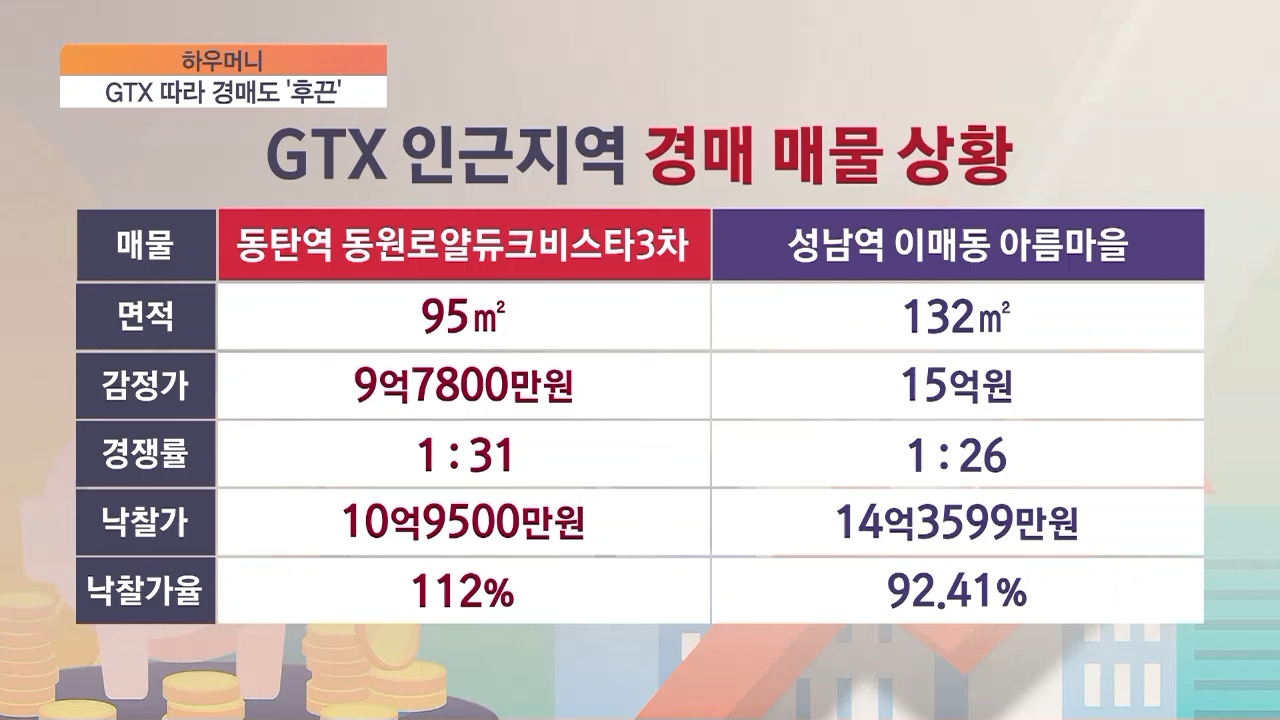 하우머니
GTX 따라 경매도 '후끈'
GTX 인근지역 경매 매물 상황
매물 동탄역 동원로얄듀크비스타3차 성남역 이매동 아름마을
면적 95㎡ 132㎡
감정가 9억7800만원 15억원
경쟁률 1 : 31 1 : 26
낙찰가 10억9500만원 14억3599만원
낙찰가율 112% 92.41%